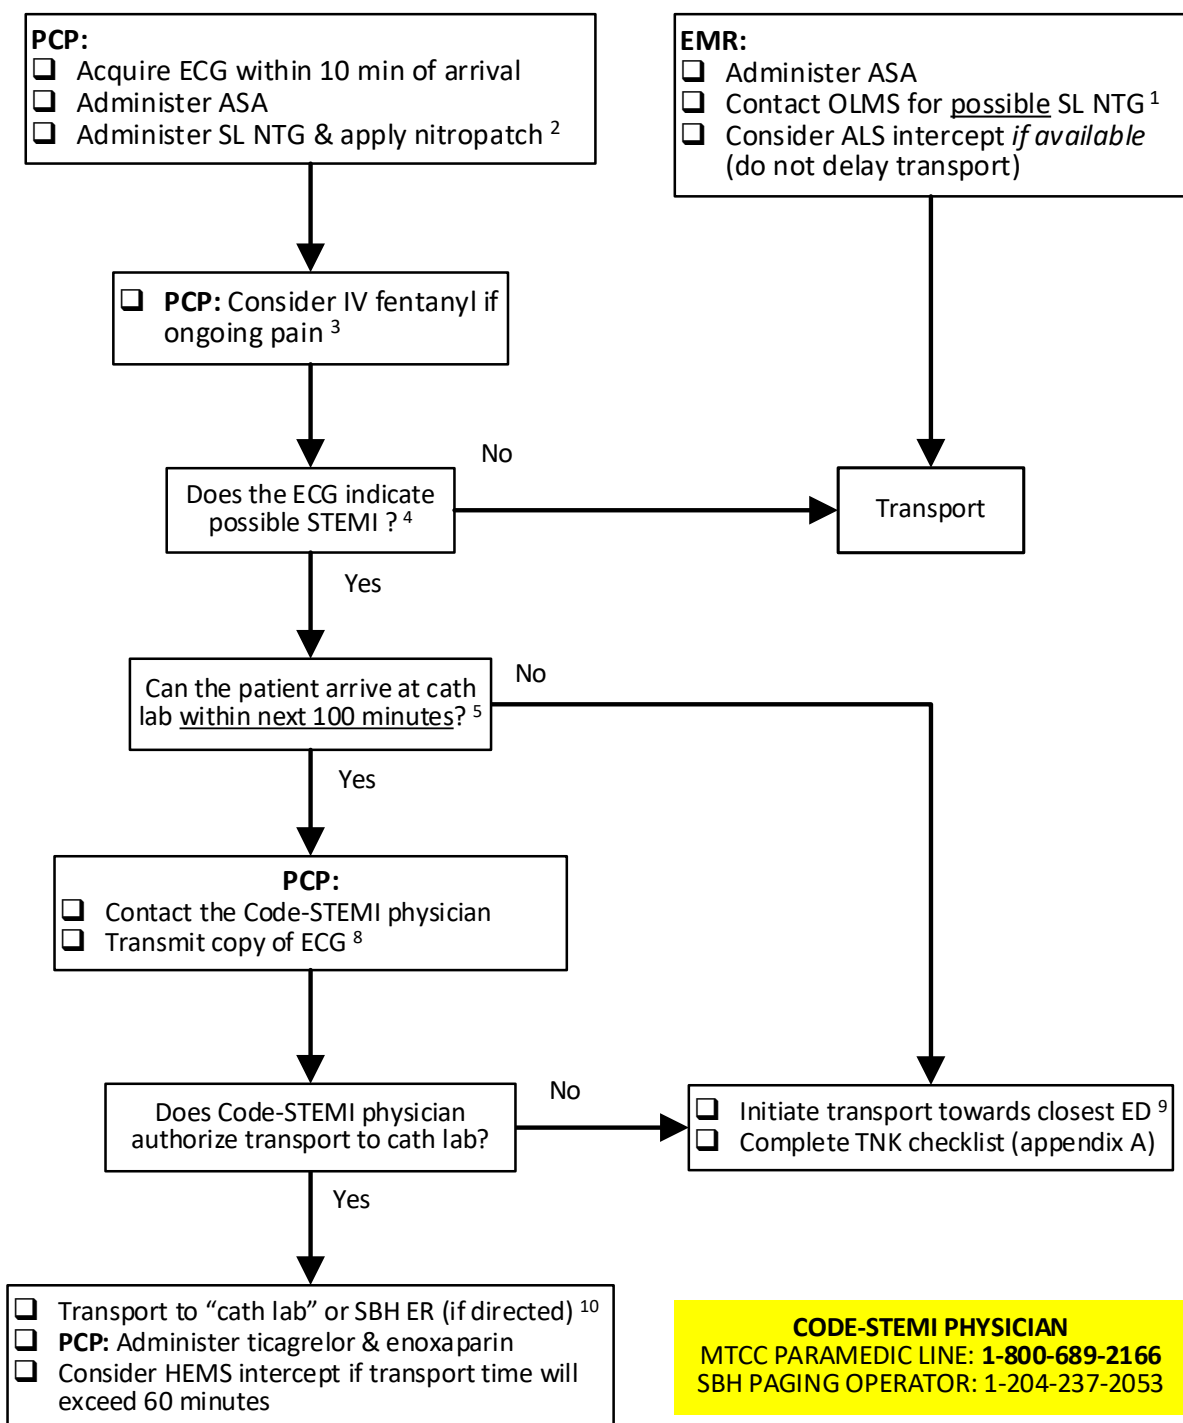 PCP:
❑ Acquire ECG within 10 min of arrival
❑ Administer ASA
❑ Administer SL NTG & apply nitropatch 2
EMR:
❑ Administer ASA
❑ Contact OLMS for possible SL NTG 1
❑ Consider ALS intercept if available
(do not delay transport)
❑ PCP: Consider IV fentanyl if
ongoing pain 3
No
Does the ECG indicate
possible STEMI ? 4
Transport
Yes
No
Can the patient arrive at cath
lab within next 100 minutes? 5
Yes
PCP:
❑ Contact the Code-STEMI physician
❑ Transmit copy of ECG 8
No
Does Code-STEMI physician
authorize transport to cath lab?
❑ Initiate transport towards closest ED 9
❑ Complete TNK checklist (appendix A)
Yes
❑ Transport to “cath lab” or SBH ER (if directed) 10
❑ PCP: Administer ticagrelor & enoxaparin
❑ Consider HEMS intercept if transport time will
exceed 60 minutes
CODE-STEMI PHYSICIAN
MTCC PARAMEDIC LINE: 1-800-689-2166
SBH PAGING OPERATOR: 1-204-237-2053